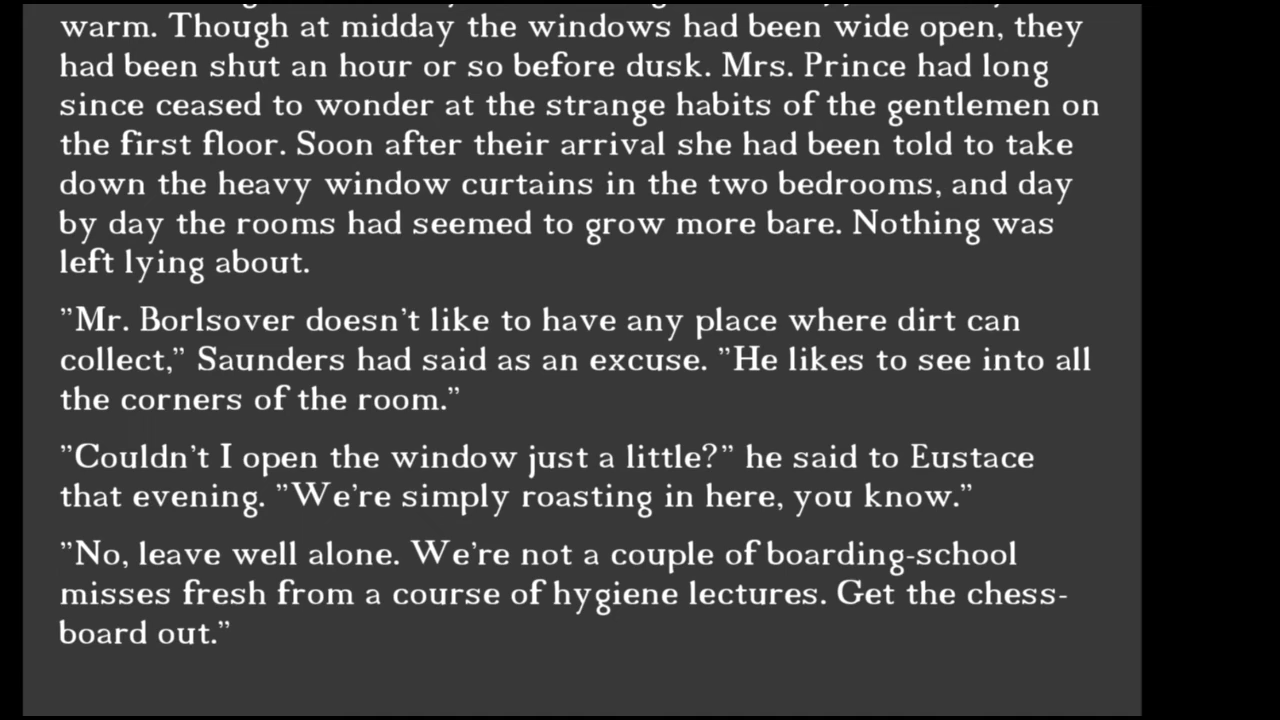 warm. Though at midday the windows had been wide open, they
had been shut an hour or so before dusk. Mrs. Prince had long
since ceased to wonder at the strange habits of the gentlemen on
the first floor. Soon after their arrival she had been told to take
down the heavy window curtains in the two bedrooms, and day
by day the rooms had seemed to grow more bare. Nothing was
left lying about.
”Mr. Borlsover doesn’t like to have any place where dirt can
collect,” Saunders had said as an excuse. ”He likes to see into all
the corners of the room.”
”Couldn’t I open the window just a little?” he said to Eustace
that evening. ”We’re simply roasting in here, you know.”
”No, leave well alone. We’re not a couple of boarding-school
misses fresh from a course of hygiene lectures. Get the chess-
board out.”